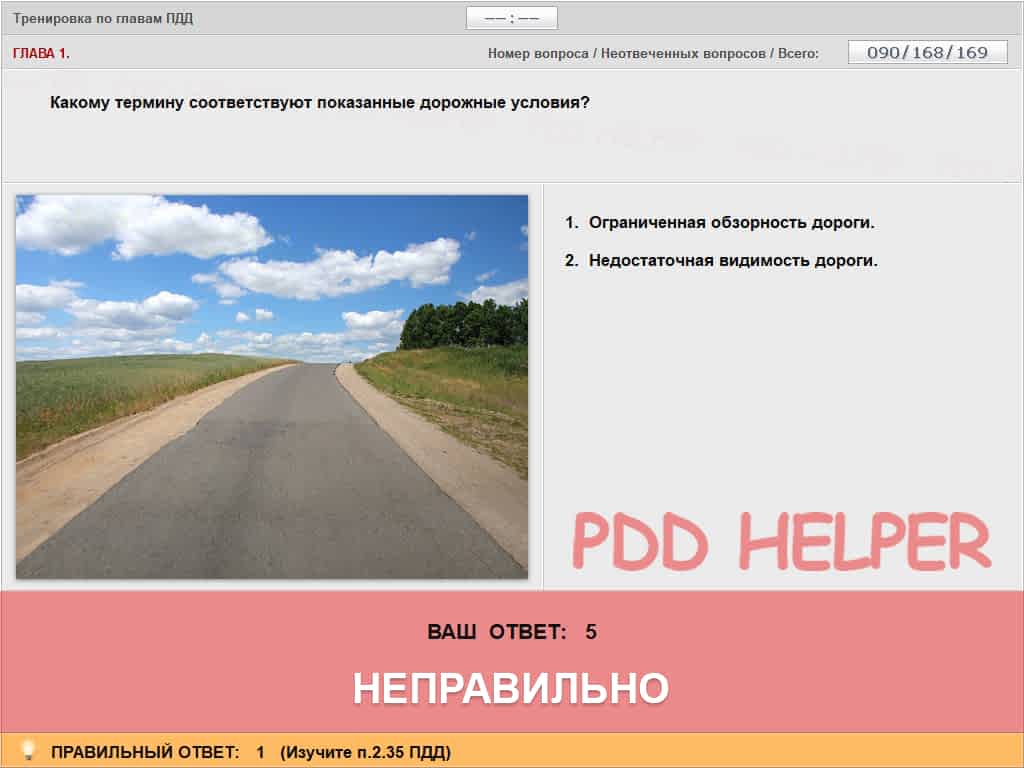 Тренировка по главам ПДД
–– : ––
ГЛАВА 1.
Номер вопроса / Неотвеченных вопросов / Всего:
090/168/169
Какому термину соответствуют показанные дорожные условия?
1. Ограниченная обзорность дороги.
2. Недостаточная видимость дороги.
PDD HELPER
ВАШ ОТВЕТ: 5
НЕПРАВИЛЬНО
ПРАВИЛЬНЫЙ ОТВЕТ: 1 (Изучите п.2.35 ПДД)